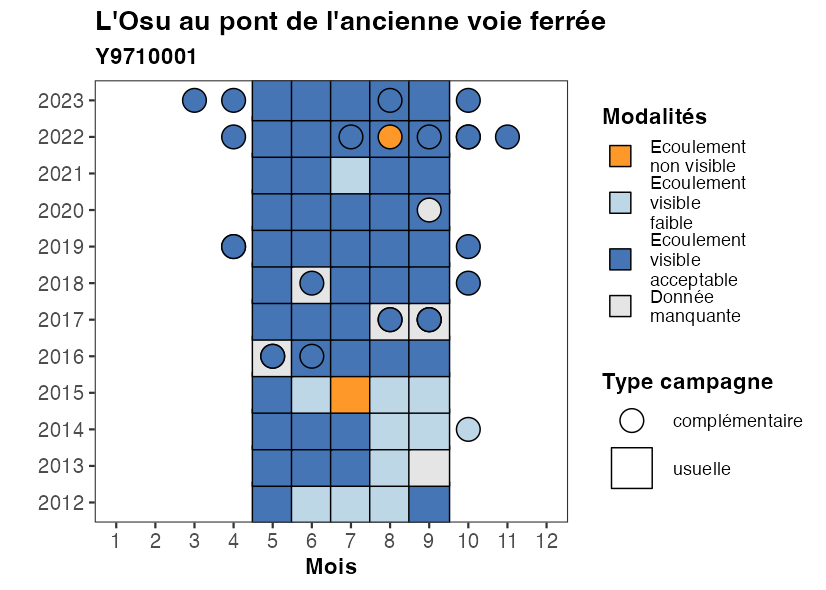 L'Osu au pont de l'ancienne voie ferrée
Y9710001
2023
2022
2021
2020
2019
2018
2017
2016
2015
2014
2013
2012
1 2 3 4 5 6 7 8 9 10 11 12
Mois
Modalités
Ecoulement
non visible
Ecoulement
visible
faible
Ecoulement
visible
acceptable
Donnée
manquante
Type campagne
complémentaire
usuelle